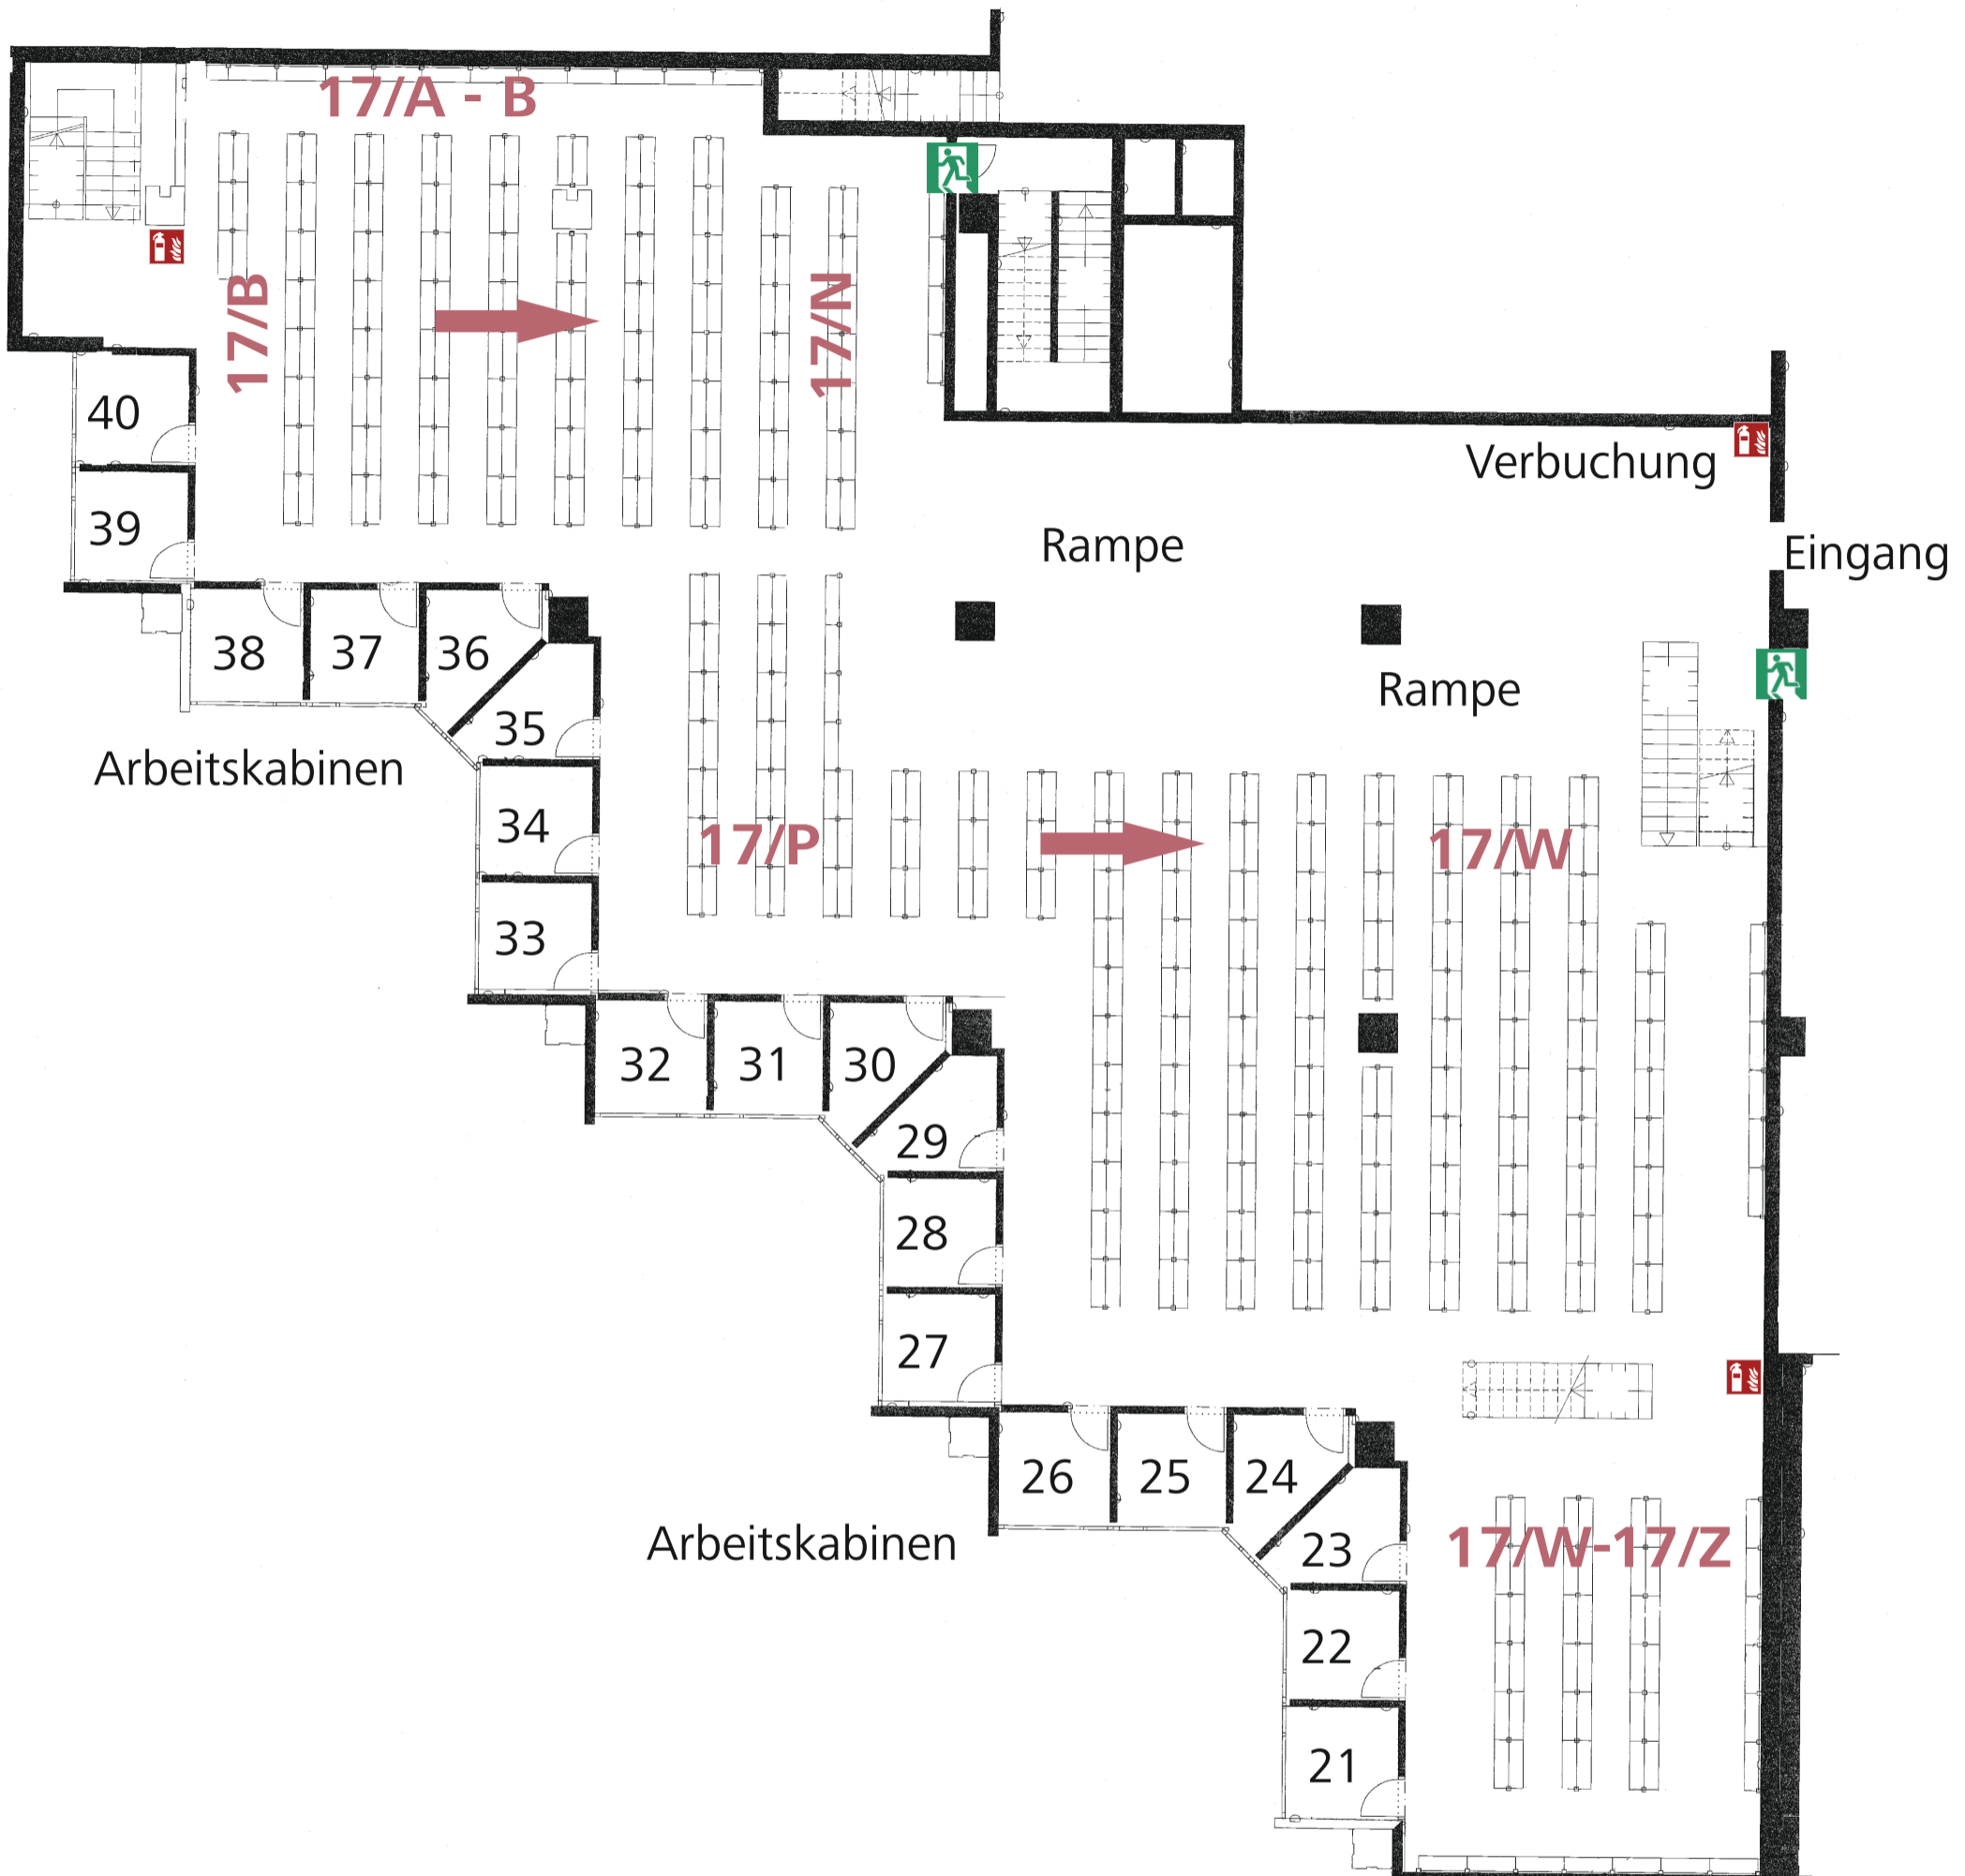 17/A - B
17/B
17/N
40
39
Verbuchung
Rampe
Eingang
38
37
36
35
Rampe
Arbeitskabinen
34
17/P
17/W
33
32
31
30
29
28
27
26
25
24
23
Arbeitskabinen
17/W-17/Z
22
21